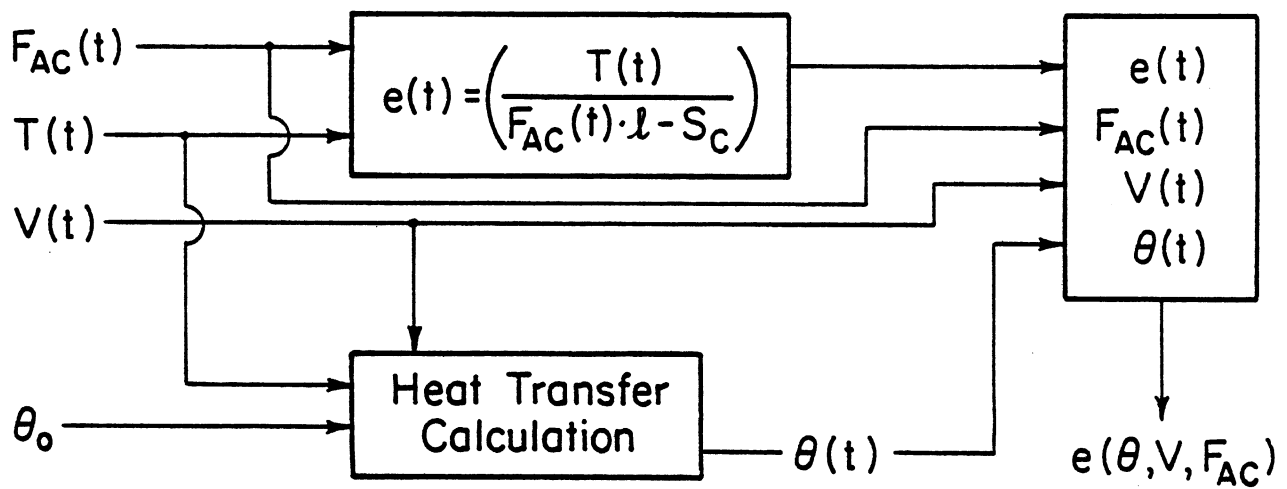 F_AC(t)
T(t)
V(t)
θ_o
e(t) = (T(t) / (F_AC(t)·ℓ - S_C))
Heat Transfer
Calculation
θ(t)
e(t)
F_AC(t)
V(t)
θ(t)
e(θ,V,F_AC)